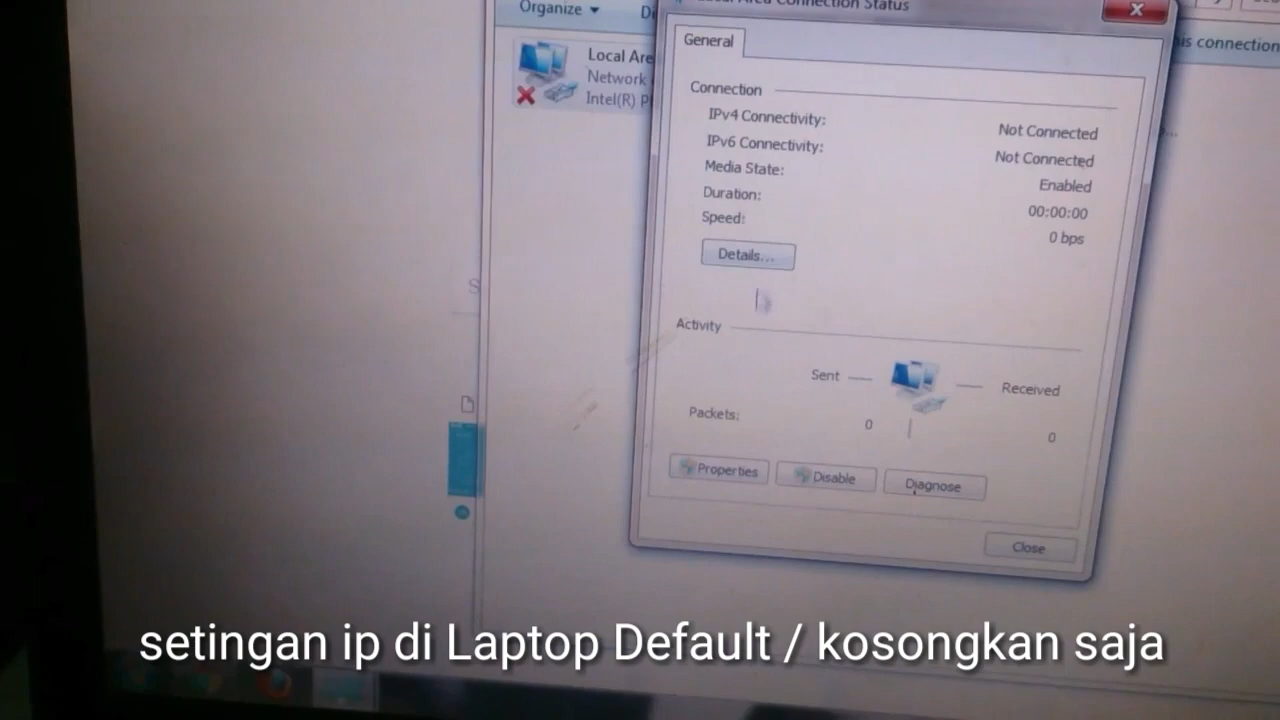 Organize
Local Area Connection Status
General
Local Are
Network
Intel(R) P
is connection
Connection
IPv4 Connectivity: Not Connected
IPv6 Connectivity: Not Connected
Media State: Enabled
Duration: 00:00:00
Speed: 0 bps
Details...
Activity
Sent
Received
Packets: 0 0
Properties Disable Diagnose
Close
setingan ip di Laptop Default / kosongkan saja